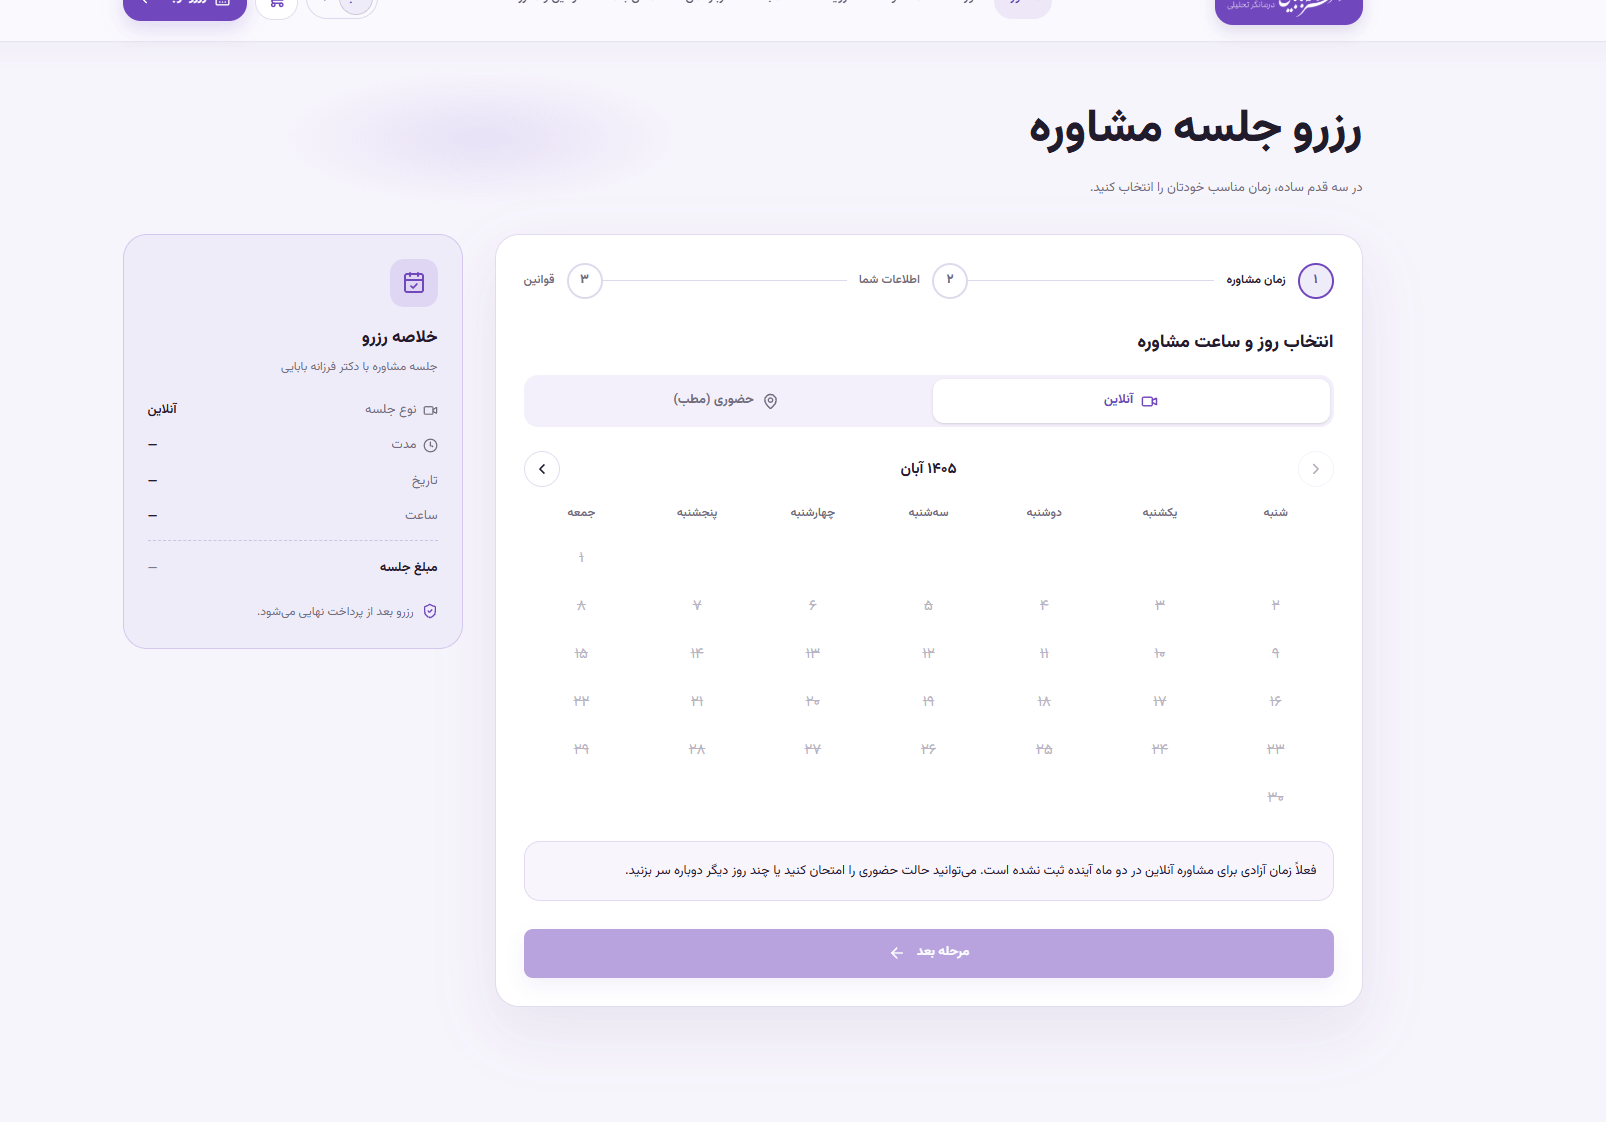 درمانگر تحلیلی
رزرو جلسه مشاوره
در سه قدم ساده، زمان مناسب خودتان را انتخاب کنید.
۱ زمان مشاوره ۲ اطلاعات شما ۳ قوانین
انتخاب روز و ساعت مشاوره
آنلاین حضوری (مطب)
۱۴۰۵ آبان
شنبه یکشنبه دوشنبه سه‌شنبه چهارشنبه پنجشنبه جمعه
۱
۲ ۳ ۴ ۵ ۶ ۷ ۸
۹ ۱۰ ۱۱ ۱۲ ۱۳ ۱۴ ۱۵
۱۶ ۱۷ ۱۸ ۱۹ ۲۰ ۲۱ ۲۲
۲۳ ۲۴ ۲۵ ۲۶ ۲۷ ۲۸ ۲۹
۳۰
فعلاً زمان آزادی برای مشاوره آنلاین در دو ماه آینده ثبت نشده است. می‌توانید حالت حضوری را امتحان کنید یا چند روز دیگر دوباره سر بزنید.
مرحله بعد
خلاصه رزرو
جلسه مشاوره با دکتر فرزانه بابایی
نوع جلسه آنلاین
مدت —
تاریخ —
ساعت —
مبلغ جلسه —
رزرو بعد از پرداخت نهایی می‌شود.